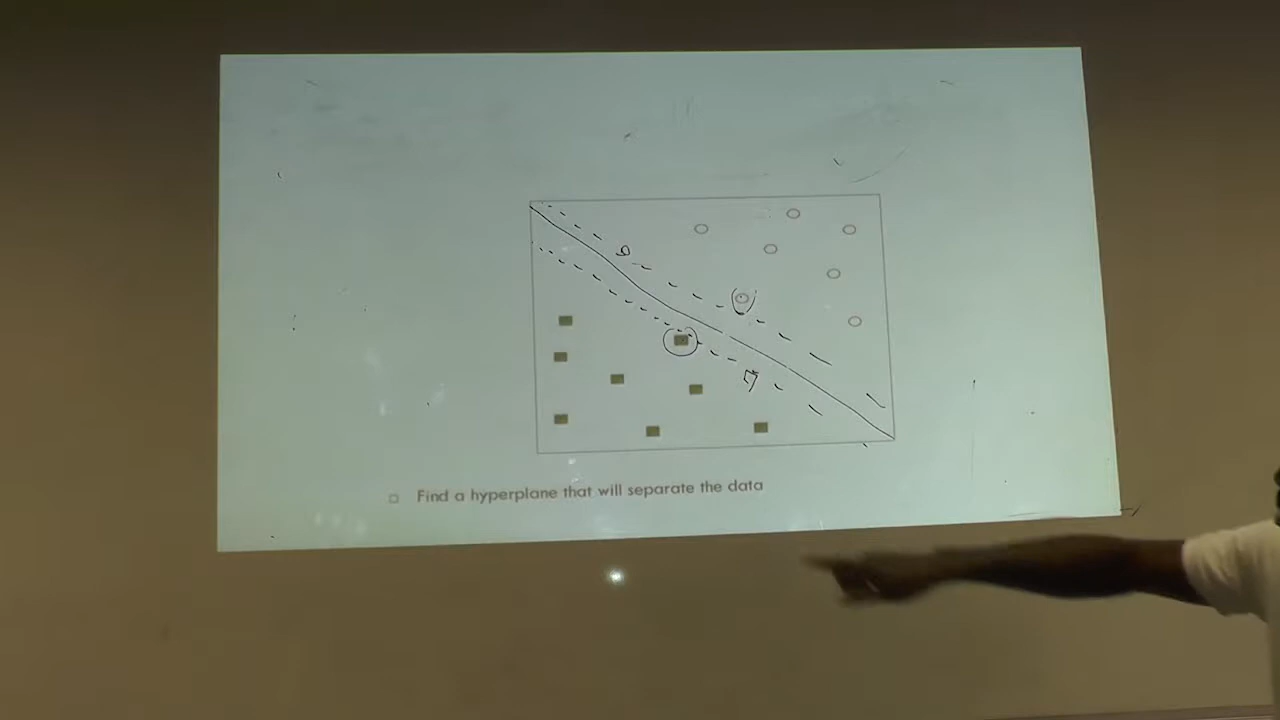 Find a hyperplane that will separate the data